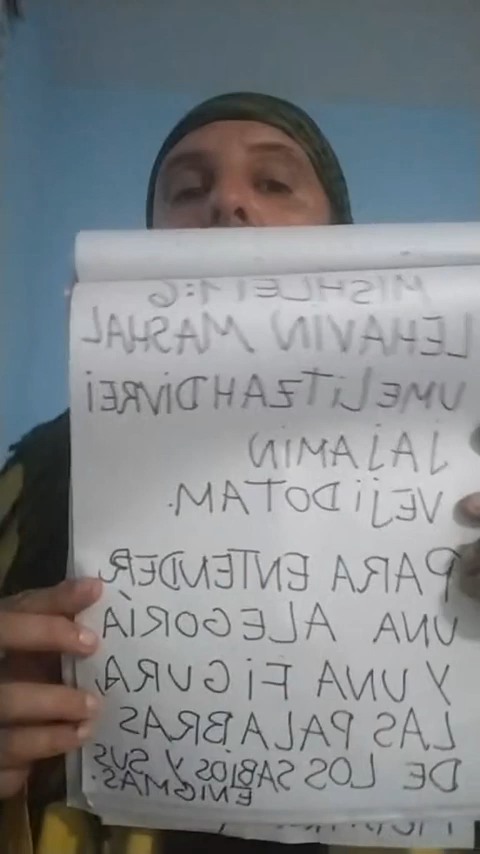 MISHLEI 1:6
LEHAVIN MASHAL
UMELITZAH DIVREI
JAJAMIN
VEJIDOTAM.
PARA ENTENDER
UNA ALEGORÍA
Y UNA FIGURA,
LAS PALABRAS
DE LOS SABIOS Y SUS
ENIGMAS.